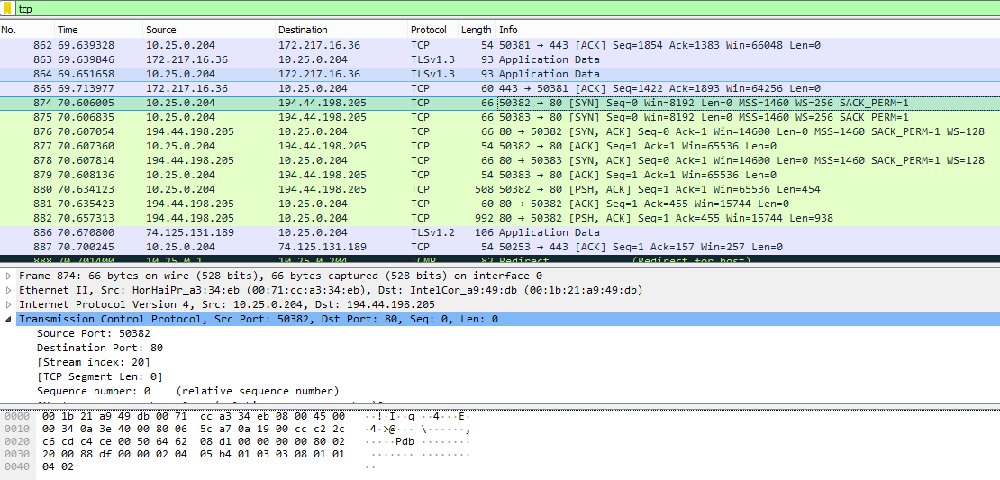 tcp
No. Time Source Destination Protocol Length Info
862 69.639328 10.25.0.204 172.217.16.36 TCP 54 50381 → 443 [ACK] Seq=1854 Ack=1383 Win=66048 Len=0
863 69.639846 172.217.16.36 10.25.0.204 TLSv1.3 93 Application Data
864 69.651658 10.25.0.204 172.217.16.36 TLSv1.3 93 Application Data
865 69.713977 172.217.16.36 10.25.0.204 TCP 60 443 → 50381 [ACK] Seq=1422 Ack=1893 Win=64256 Len=0
874 70.606005 10.25.0.204 194.44.198.205 TCP 66 50382 → 80 [SYN] Seq=0 Win=8192 Len=0 MSS=1460 WS=256 SACK_PERM=1
875 70.606835 10.25.0.204 194.44.198.205 TCP 66 50383 → 80 [SYN] Seq=0 Win=8192 Len=0 MSS=1460 WS=256 SACK_PERM=1
876 70.607054 194.44.198.205 10.25.0.204 TCP 66 80 → 50382 [SYN, ACK] Seq=0 Ack=1 Win=14600 Len=0 MSS=1460 SACK_PERM=1 WS=128
877 70.607360 10.25.0.204 194.44.198.205 TCP 54 50382 → 80 [ACK] Seq=1 Ack=1 Win=65536 Len=0
878 70.607814 194.44.198.205 10.25.0.204 TCP 66 80 → 50383 [SYN, ACK] Seq=0 Ack=1 Win=14600 Len=0 MSS=1460 SACK_PERM=1 WS=128
879 70.608136 10.25.0.204 194.44.198.205 TCP 54 50383 → 80 [ACK] Seq=1 Ack=1 Win=65536 Len=0
880 70.634123 10.25.0.204 194.44.198.205 TCP 508 50382 → 80 [PSH, ACK] Seq=1 Ack=1 Win=65536 Len=454
881 70.635423 194.44.198.205 10.25.0.204 TCP 60 80 → 50382 [ACK] Seq=1 Ack=455 Win=15744 Len=0
882 70.657313 194.44.198.205 10.25.0.204 TCP 992 80 → 50382 [PSH, ACK] Seq=1 Ack=455 Win=15744 Len=938
886 70.670800 74.125.131.189 10.25.0.204 TLSv1.2 106 Application Data
887 70.700245 10.25.0.204 74.125.131.189 TCP 54 50253 → 443 [ACK] Seq=1 Ack=157 Win=257 Len=0
888 70.701400 10.25.0.1 10.25.0.204 ICMP 82 Redirect (Redirect for host)
Frame 874: 66 bytes on wire (528 bits), 66 bytes captured (528 bits) on interface 0
Ethernet II, Src: HonHaiPr_a3:34:eb (00:71:cc:a3:34:eb), Dst: IntelCor_a9:49:db (00:1b:21:a9:49:db)
Internet Protocol Version 4, Src: 10.25.0.204, Dst: 194.44.198.205
Transmission Control Protocol, Src Port: 50382, Dst Port: 80, Seq: 0, Len: 0
Source Port: 50382
Destination Port: 80
[Stream index: 20]
[TCP Segment Len: 0]
Sequence number: 0 (relative sequence number)
0000 00 1b 21 a9 49 db 00 71 cc a3 34 eb 08 00 45 00 ··!·I··q ··4···E·
0010 00 34 0a 3e 40 00 80 06 5c a7 0a 19 00 cc c2 2c ·4·>@··· \······,
0020 c6 cd c4 ce 00 50 64 62 08 d1 00 00 00 00 80 02 ·····Pdb ········
0030 20 00 88 df 00 00 02 04 05 b4 01 03 03 08 01 01 ······· ········
0040 04 02 ··